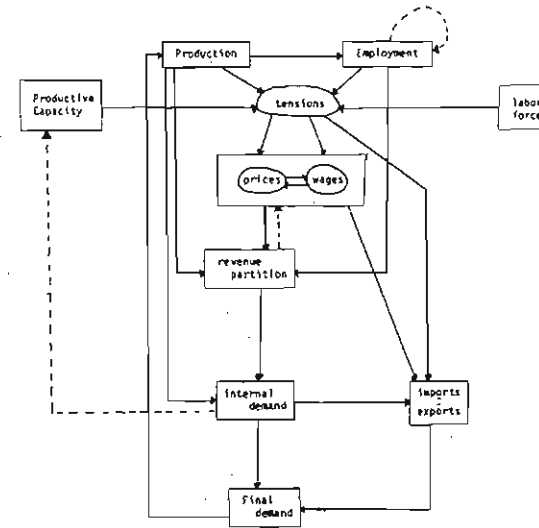 Production
Employment
Productive
Capacity
tensions
labor
force
prices
wages
revenue
partition
internal
demand
imports
exports
Final
demand